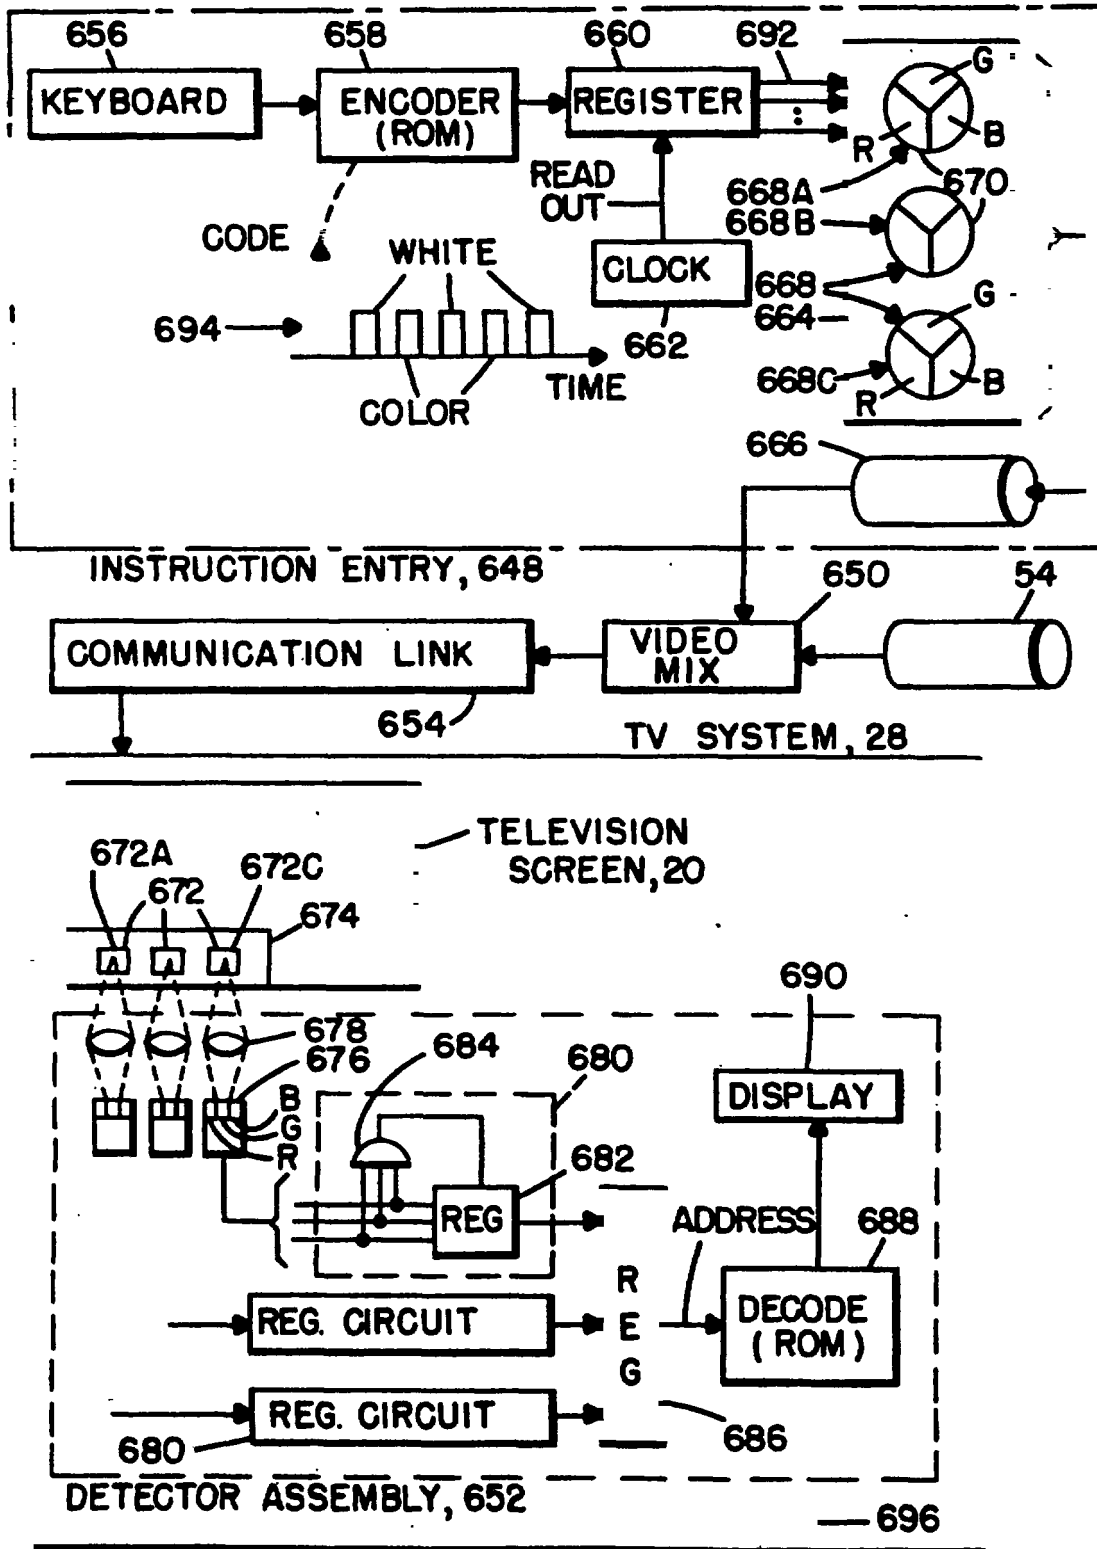 656
658
660
692
KEYBOARD
ENCODER
(ROM)
REGISTER
G
R
B
READ
OUT
668A
670
668B
CODE
WHITE
CLOCK
668
G
694
662
664
TIME
668C
R
B
COLOR
666
INSTRUCTION ENTRY, 648
650
54
COMMUNICATION LINK
VIDEO
MIX
654
TV SYSTEM, 28
TELEVISION
SCREEN, 20
672A
672
672C
674
690
678
684
680
676
B
G
R
DISPLAY
682
REG
ADDRESS
688
REG. CIRCUIT
R
E
G
DECODE
(ROM)
REG. CIRCUIT
680
686
DETECTOR ASSEMBLY, 652
696